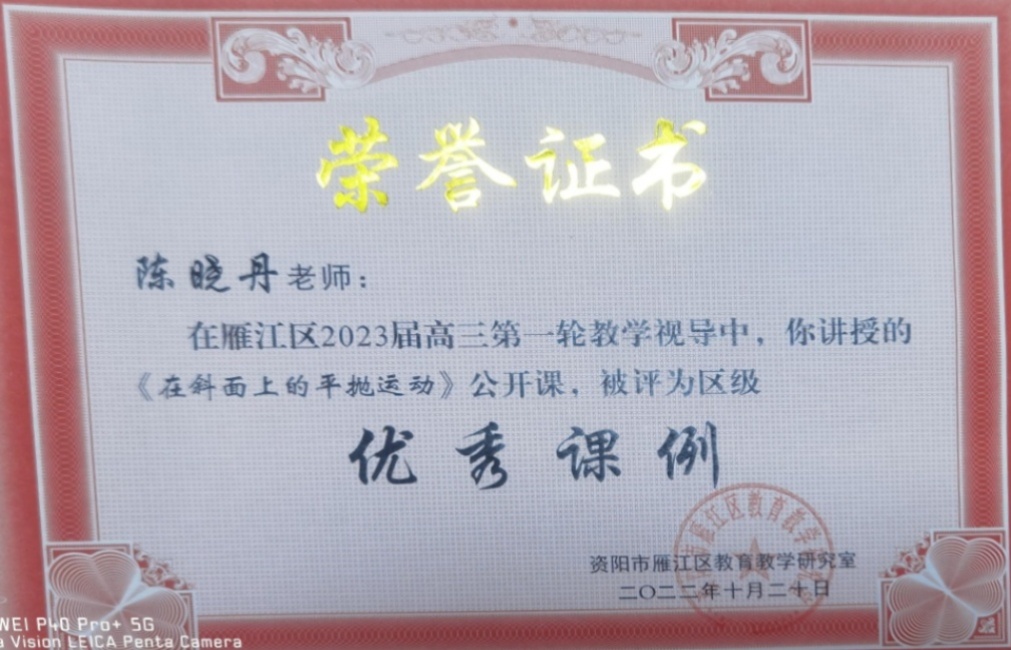 荣誉证书
陈晓丹老师：
在雁江区2023届高三第一轮教学视导中，你讲授的
《在斜面上的平抛运动》公开课，被评为区级
优秀课例
资阳市雁江区教育教学研究室
二〇二二年十月二十日
WEI P40 Pro+ 5G
a Vision LEICA Penta Camera